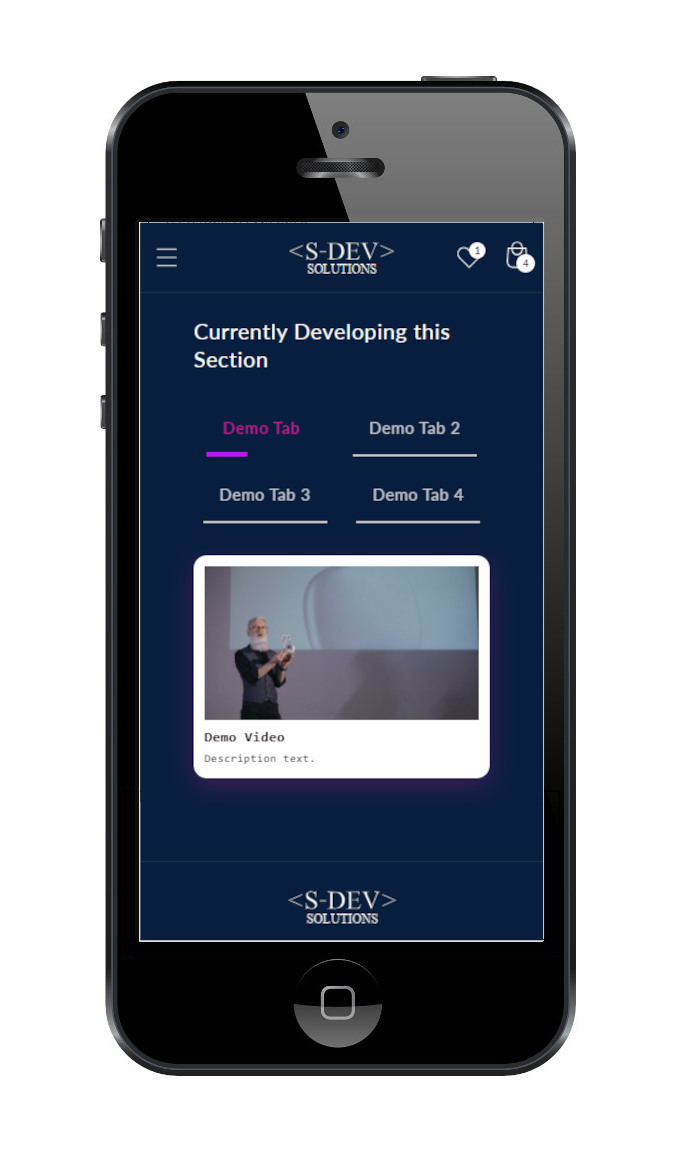 <S-DEV>
SOLUTIONS
1
4
Currently Developing this
Section
Demo Tab
Demo Tab 2
Demo Tab 3
Demo Tab 4
Demo Video
Description text.
<S-DEV>
SOLUTIONS